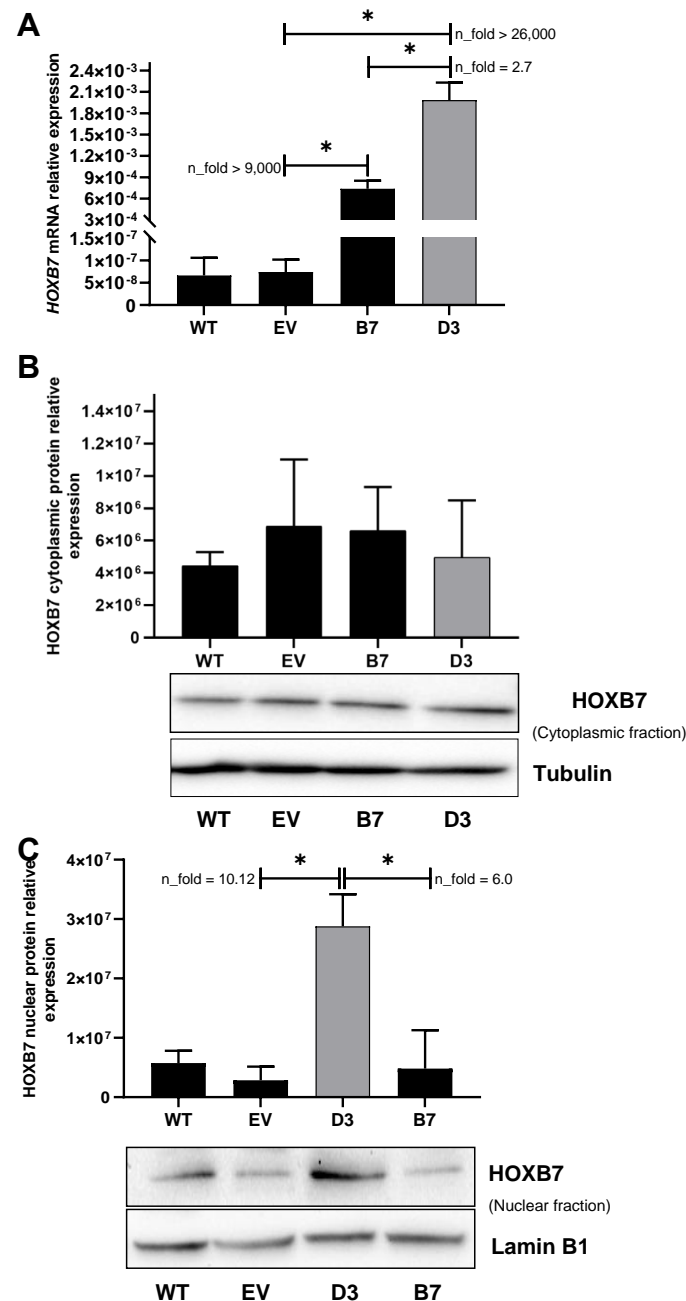 A
*
n_fold > 26,000
*
n_fold = 2.7
*
n_fold > 9,000
HOXB7 mRNA relative expression
2.4×10⁻³
2.1×10⁻³
1.8×10⁻³
1.5×10⁻³
1.2×10⁻³
9×10⁻⁴
6×10⁻⁴
3×10⁻⁴
1.5×10⁻⁷
1×10⁻⁷
5×10⁻⁸
0
WT EV B7 D3
B
HOXB7 cytoplasmic protein relative
expression
1.4×10⁷
1.2×10⁷
1×10⁷
8×10⁶
6×10⁶
4×10⁶
2×10⁶
0
WT EV B7 D3
HOXB7
(Cytoplasmic fraction)
Tubulin
WT EV B7 D3
C
HOXB7 nuclear protein relative
expression
4×10⁷
3×10⁷
2×10⁷
1×10⁷
0
* *
n_fold = 10.12 n_fold = 6.0
WT EV D3 B7
HOXB7
(Nuclear fraction)
Lamin B1
WT EV D3 B7